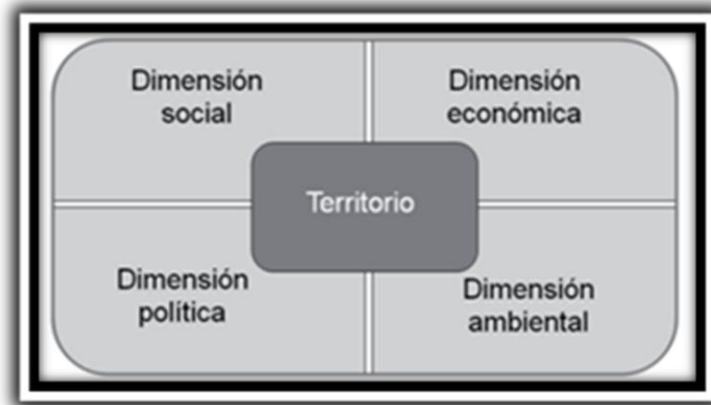 Dimensión
social
Dimensión
económica
Territorio
Dimensión
política
Dimensión
ambiental